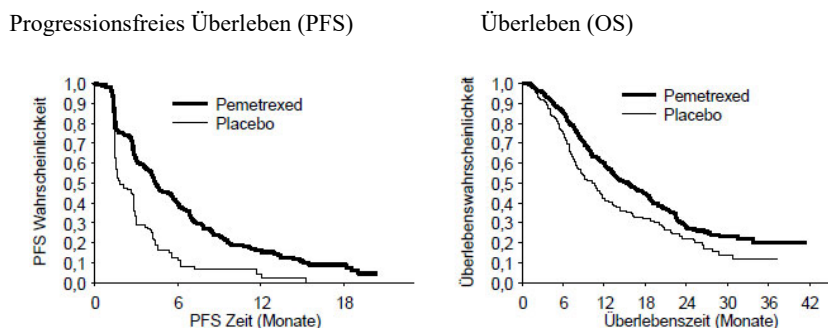 Progressionsfreies Überleben (PFS)
Überleben (OS)
PFS Wahrscheinlichkeit
1,0
0,9
0,8
0,7
0,6
0,5
0,4
0,3
0,2
0,1
0,0
Pemetrexed
Placebo
0 6 12 18
PFS Zeit (Monate)
Überlebenswahrscheinlichkeit
1,0
0,9
0,8
0,7
0,6
0,5
0,4
0,3
0,2
0,1
0,0
Pemetrexed
Placebo
0 6 12 18 24 30 36 42
Überlebenszeit (Monate)